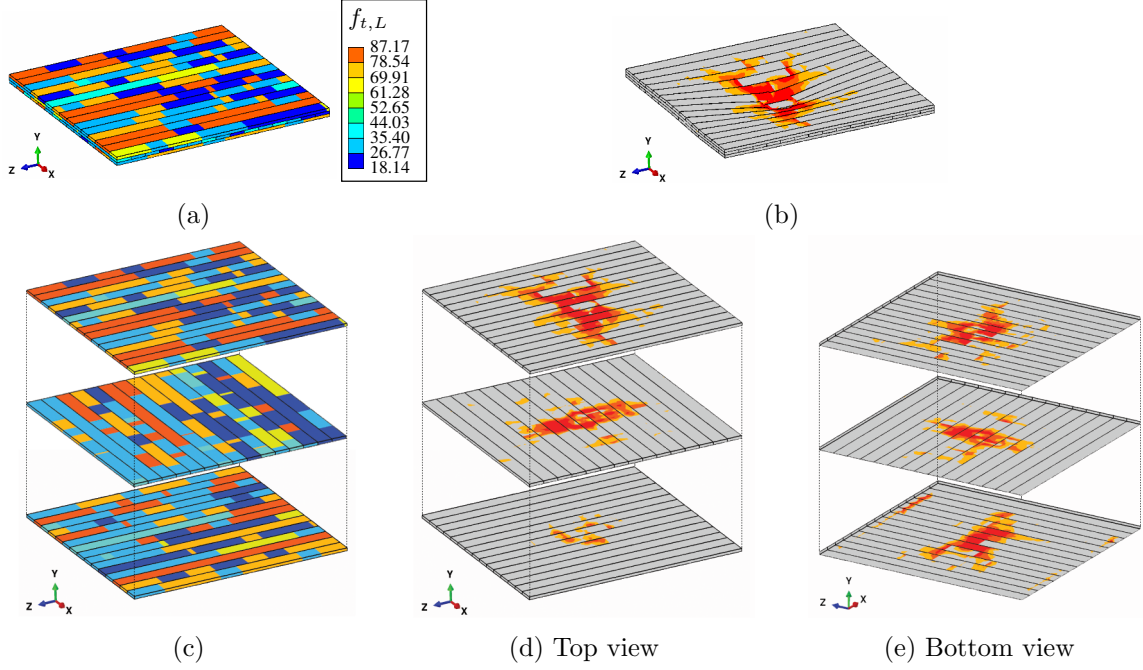 f_{t,L}
87.17
78.54
69.91
61.28
52.65
44.03
35.40
26.77
18.14
Y
Z
X
(a)
Y
Z
X
(b)
Y
Z
X
(c)
Y
Z
X
(d) Top view
Y
Z
X
(e) Bottom view